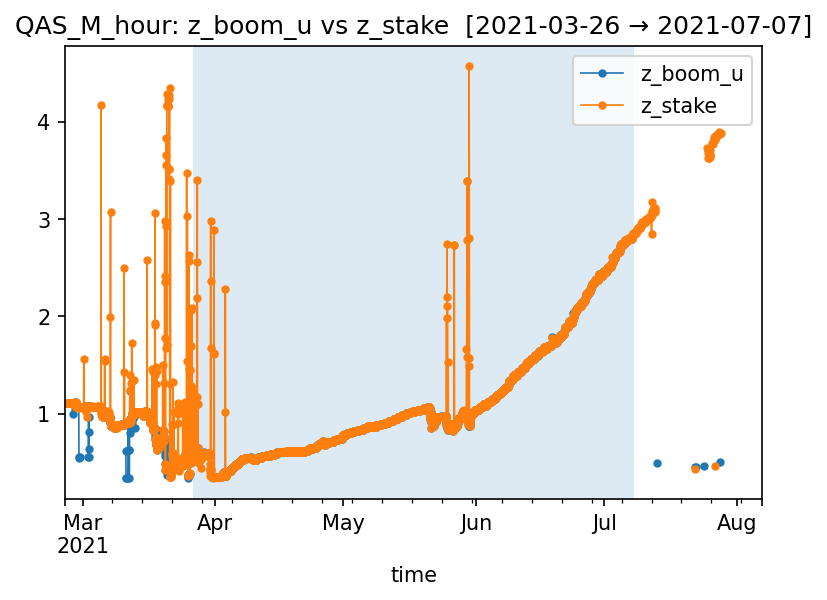 QAS_M_hour: z_boom_u vs z_stake  [2021-03-26 → 2021-07-07]
z_boom_u
z_stake
4
3
2
1
Mar
2021
Apr
May
Jun
Jul
Aug
time